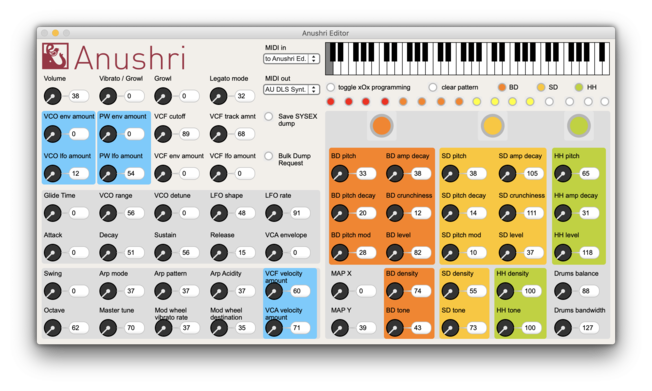 Anushri Editor
Anushri
MIDI in
to Anushri Ed.
MIDI out
AU DLS Synt.
toggle xOx programming
clear pattern
BD
SD
HH
Volume
Vibrato / Growl
Growl
Legato mode
38
0
0
32
VCO env amount
PW env amount
VCF cutoff
VCF track amnt
Save SYSEX
dump
0
0
89
68
VCO lfo amount
PW lfo amount
VCF env amount
VCF lfo amount
Bulk Dump
Request
12
54
0
0
BD pitch
BD amp decay
SD pitch
SD amp decay
HH pitch
33
38
38
105
65
Glide Time
VCO range
VCO detune
LFO shape
LFO rate
0
56
0
48
91
BD pitch decay
BD crunchiness
SD pitch decay
SD crunchiness
HH amp decay
20
12
14
111
31
Attack
Decay
Sustain
Release
VCA envelope
0
51
56
15
0
BD pitch mod
BD level
SD pitch mod
SD level
HH level
28
82
10
37
118
Swing
Arp mode
Arp pattern
Arp Acidity
VCF velocity
amount
0
37
37
37
60
MAP X
BD density
SD density
HH density
Drums balance
0
74
55
100
88
Octave
Master tune
Mod wheel
vibrato rate
Mod wheel
destination
VCA velocity
amount
62
70
37
35
71
MAP Y
BD tone
SD tone
HH tone
Drums bandwidth
39
43
73
100
127